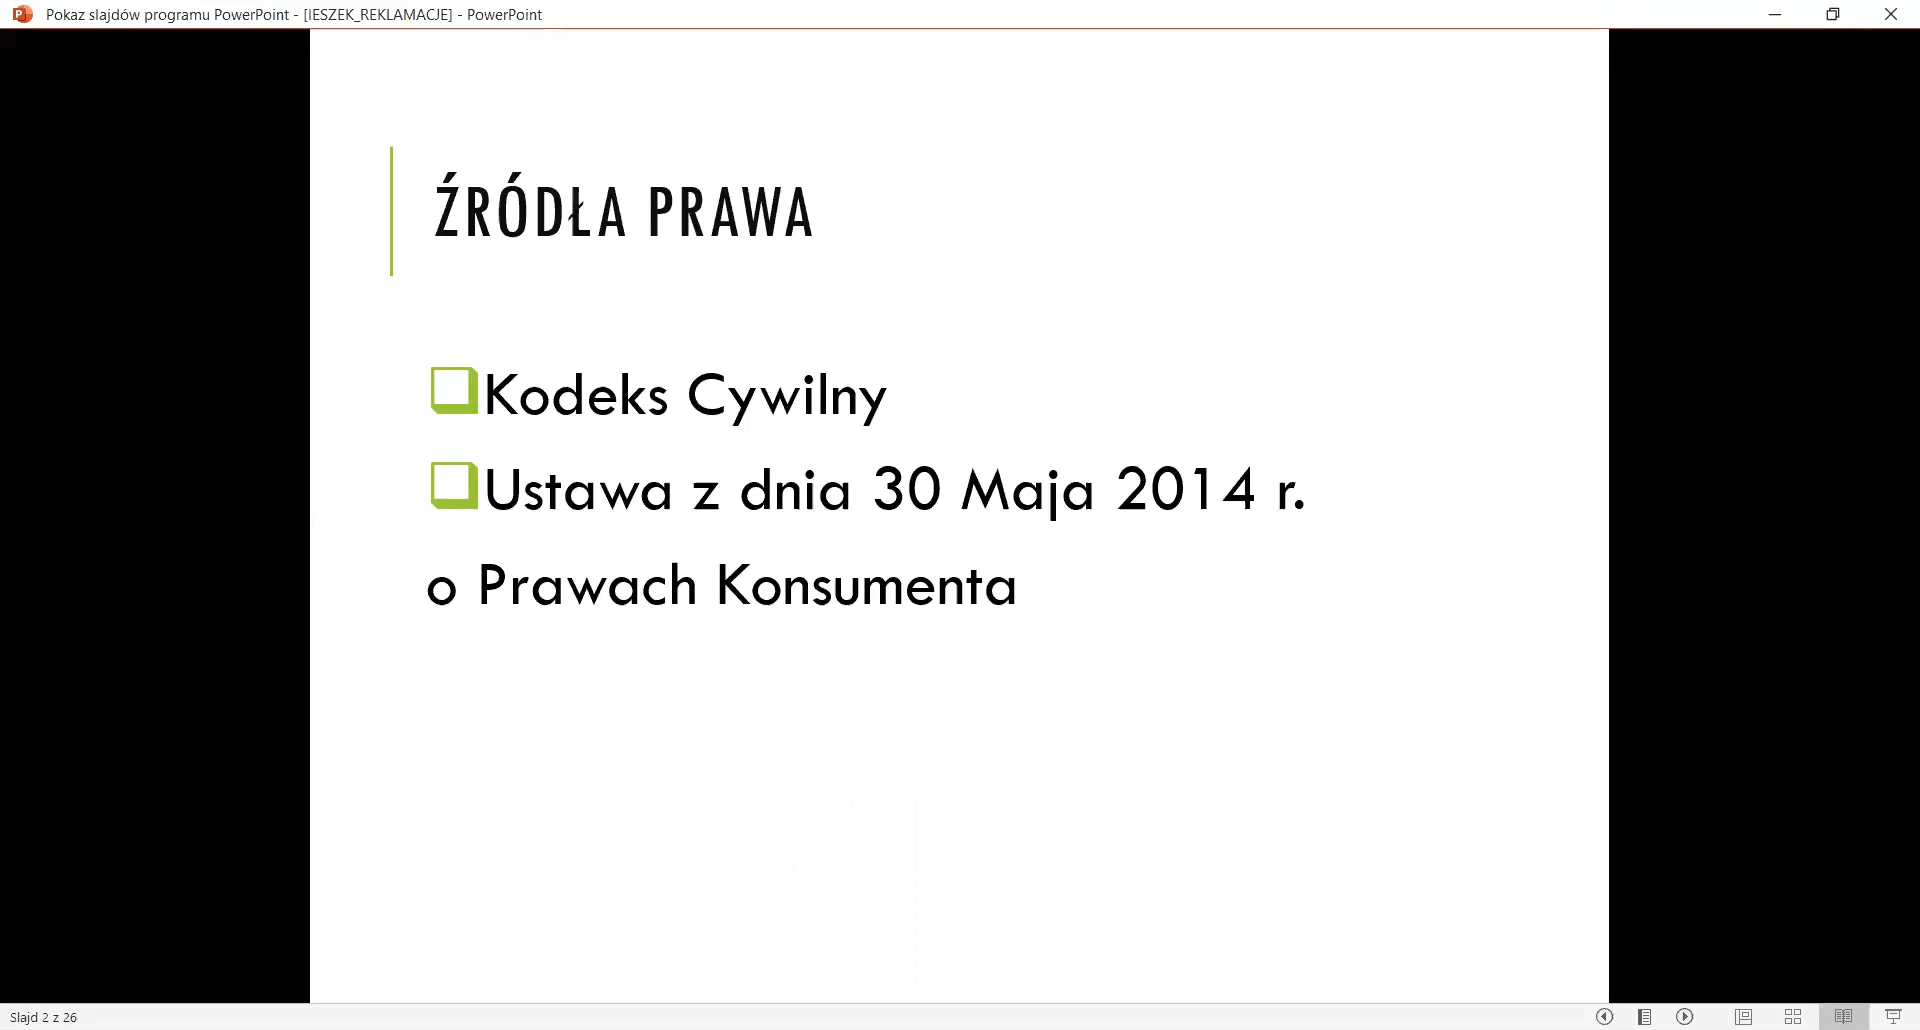 Pokaz slajdów programu PowerPoint - [IESZEK_REKLAMACJE] - PowerPoint
ŹRÓDŁA PRAWA
Kodeks Cywilny
Ustawa z dnia 30 Maja 2014 r.
o Prawach Konsumenta
Slajd 2 z 26